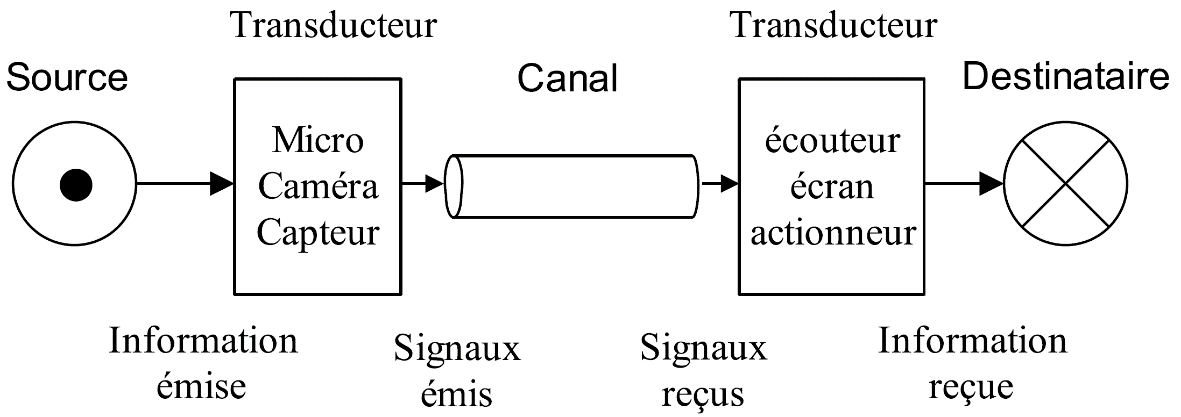 Transducteur
Transducteur
Source
Canal
Destinataire
Micro
Caméra
Capteur
écouteur
écran
actionneur
Information
émise
Signaux
émis
Signaux
reçus
Information
reçue